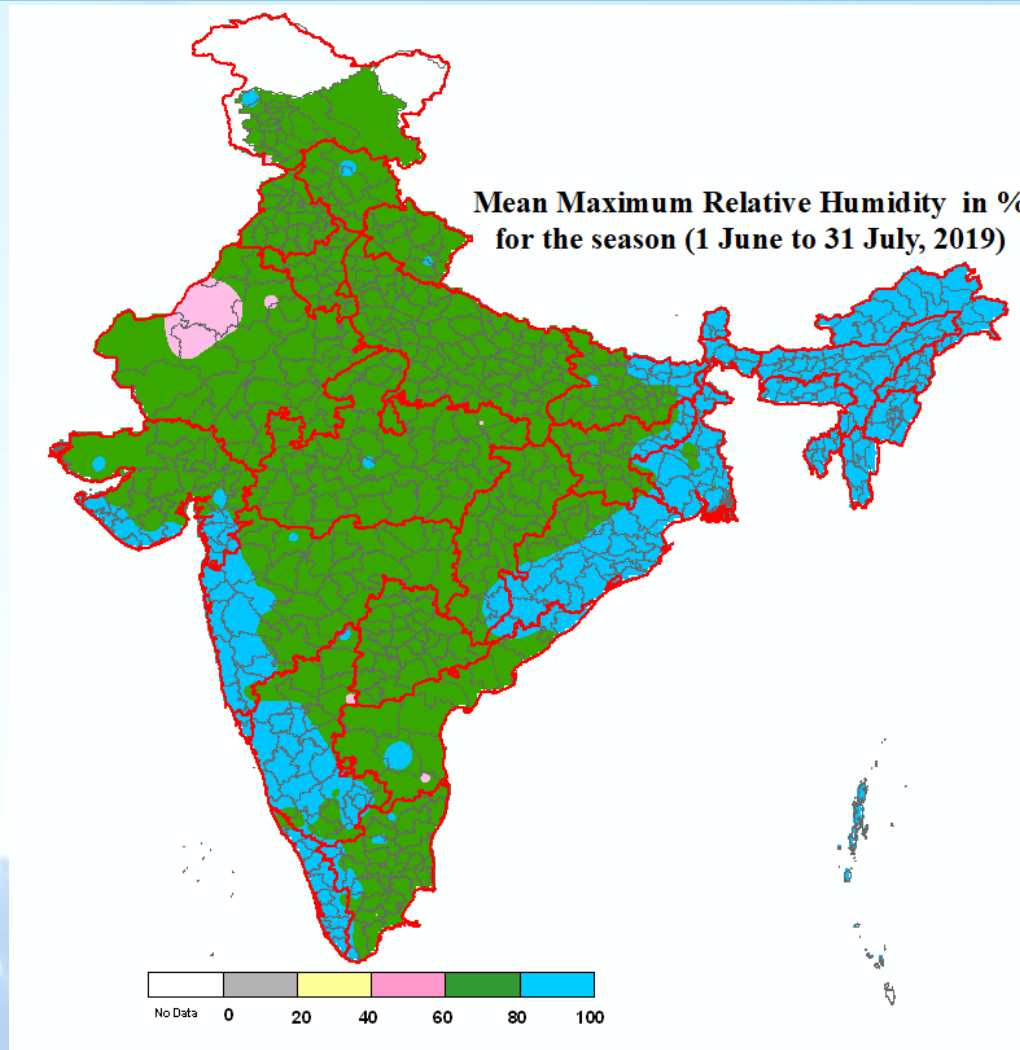 Mean Maximum Relative Humidity in %
for the season (1 June to 31 July, 2019)
No Data 0 20 40 60 80 100